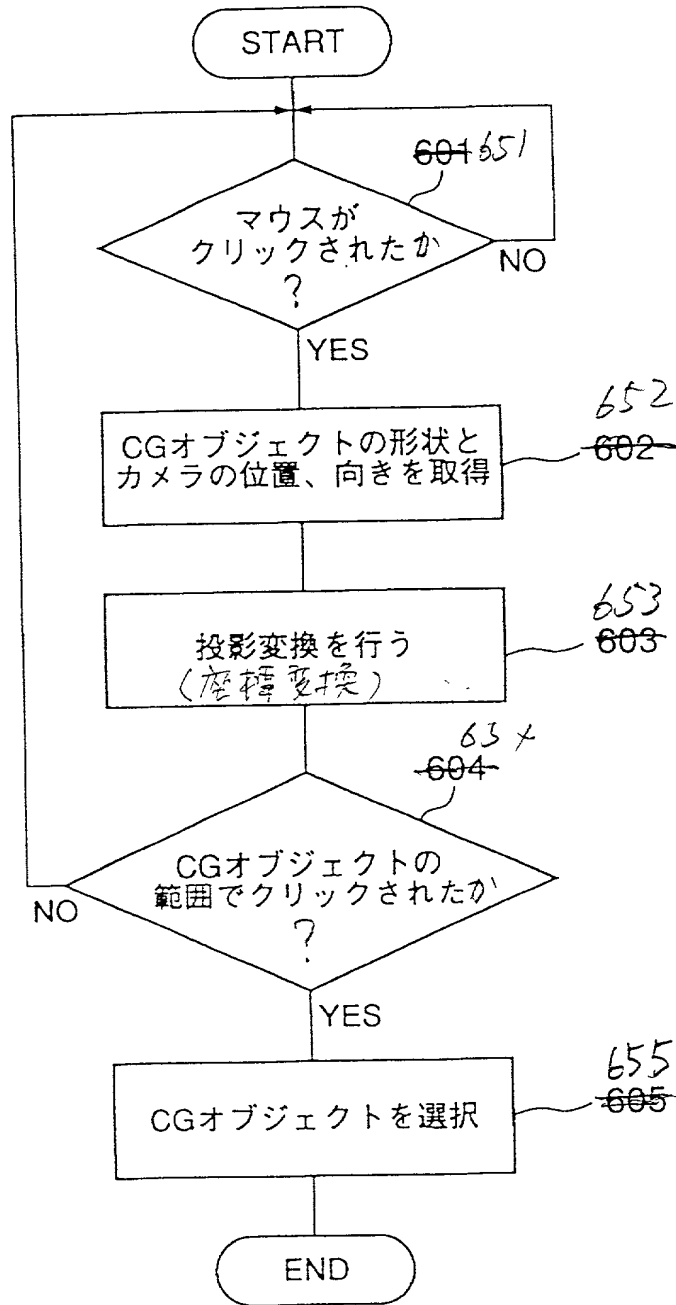 START
601 651
マウスが
クリックされたか
?
NO
YES
652
602
CGオブジェクトの形状と
カメラの位置、向きを取得
653
603
投影変換を行う
(座標変換)
604
CGオブジェクトの
範囲でクリックされたか
?
NO
YES
655
605
CGオブジェクトを選択
END